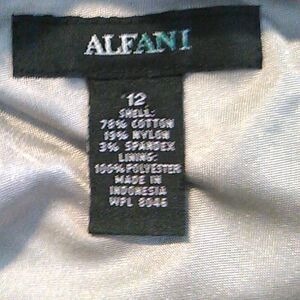 ALFANI
12
SHELL:
78% COTTON
19% NYLON
3% SPANDEX
LINING:
100% POLYESTER
MADE IN
INDONESIA
WPL 8046